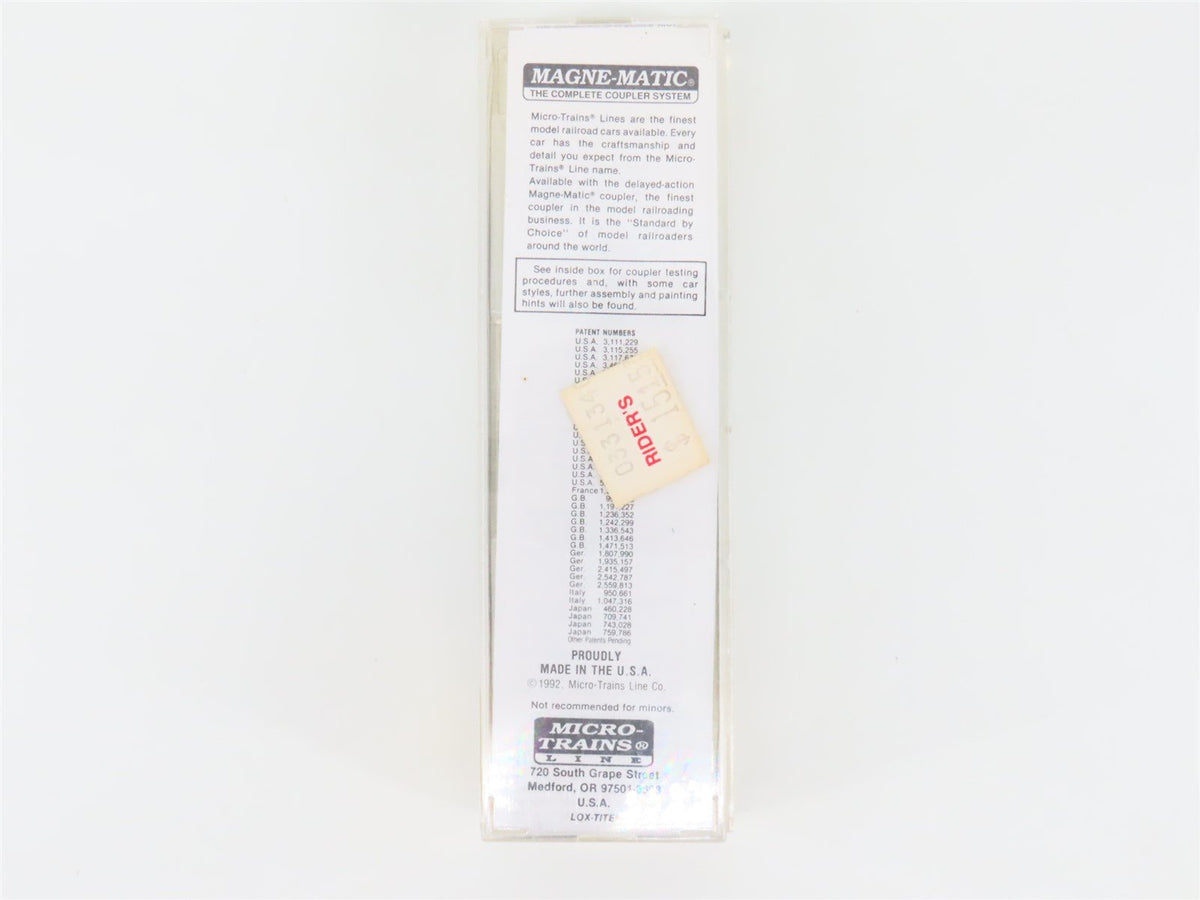 MAGNE-MATIC®
THE COMPLETE COUPLER SYSTEM
Micro-Trains® Lines are the finest
model railroad cars available. Every
car has the craftsmanship and
detail you expect from the Micro-
Trains® Line name.
Available with the delayed-action
Magne-Matic® coupler, the finest
coupler in the model railroading
business. It is the "Standard by
Choice" of model railroaders
around the world.
See inside box for coupler testing
procedures and, with some car
styles, further assembly and painting
hints will also be found.
PATENT NUMBERS
U.S.A. 3,111,229
U.S.A. 3,115,255
U.S.A.
U.S.A.
U.S.A.
U.S.A.
033134
RIDER'S
1515
U.S.A.
U.S.A.
U.S.A.
U.S.A.
U.S.A.
France
G.B.
G.B.
G.B. 1,236,352
G.B. 1,242,299
G.B. 1,336,543
G.B. 1,413,646
G.B. 1,471,513
Ger. 1,807,990
Ger. 1,935,157
Ger. 2,415,497
Ger. 2,542,787
Ger. 2,559,813
Italy 950,661
Italy 1,047,316
Japan 460,228
Japan 709,741
Japan 743,028
Japan 759,786
Other Patents Pending
PROUDLY
MADE IN THE U.S.A.
©1992, Micro-Trains Line Co.
Not recommended for minors.
MICRO-
TRAINS®
LINE
720 South Grape Street
Medford, OR
U.S.A.
LOX-TITE